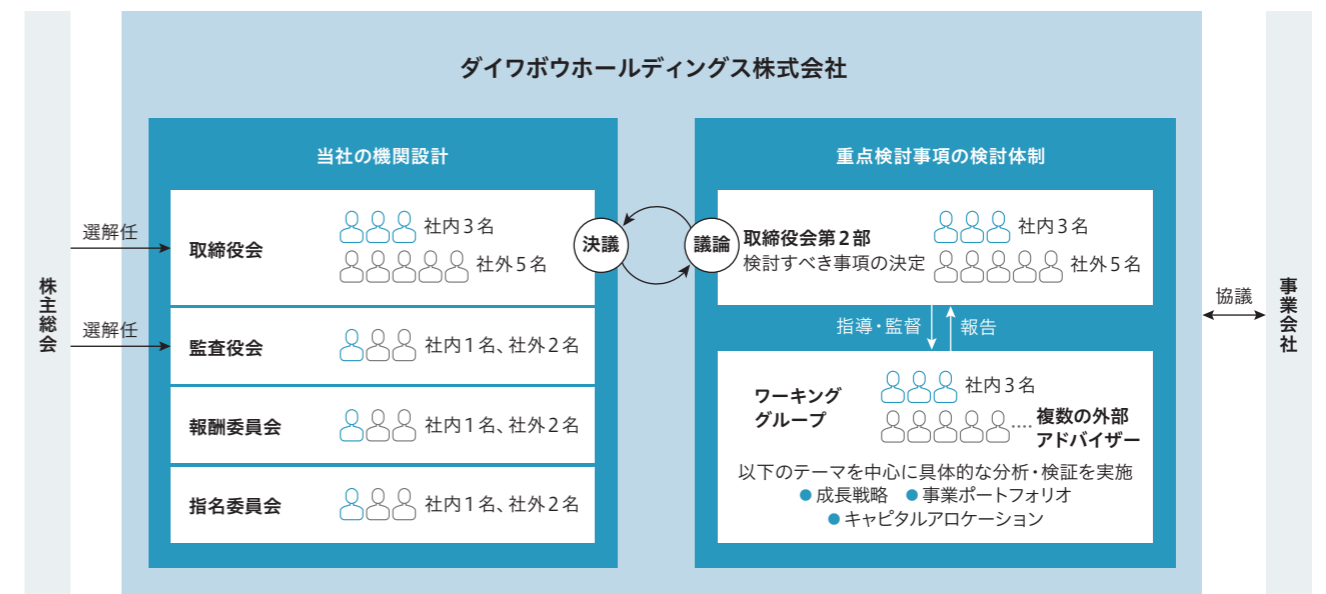 ダイワボウホールディングス株式会社
株主総会
選解任
選解任
当社の機関設計
取締役会
社内3名
社外5名
監査役会
社内1名、社外2名
報酬委員会
社内1名、社外2名
指名委員会
社内1名、社外2名
決議
議論
重点検討事項の検討体制
取締役会第2部
検討すべき事項の決定
社内3名
社外5名
指導・監督
報告
ワーキング
グループ
社内3名
‥‥複数の外部
アドバイザー
以下のテーマを中心に具体的な分析・検証を実施
●成長戦略 ●事業ポートフォリオ
●キャピタルアロケーション
協議
事業会社